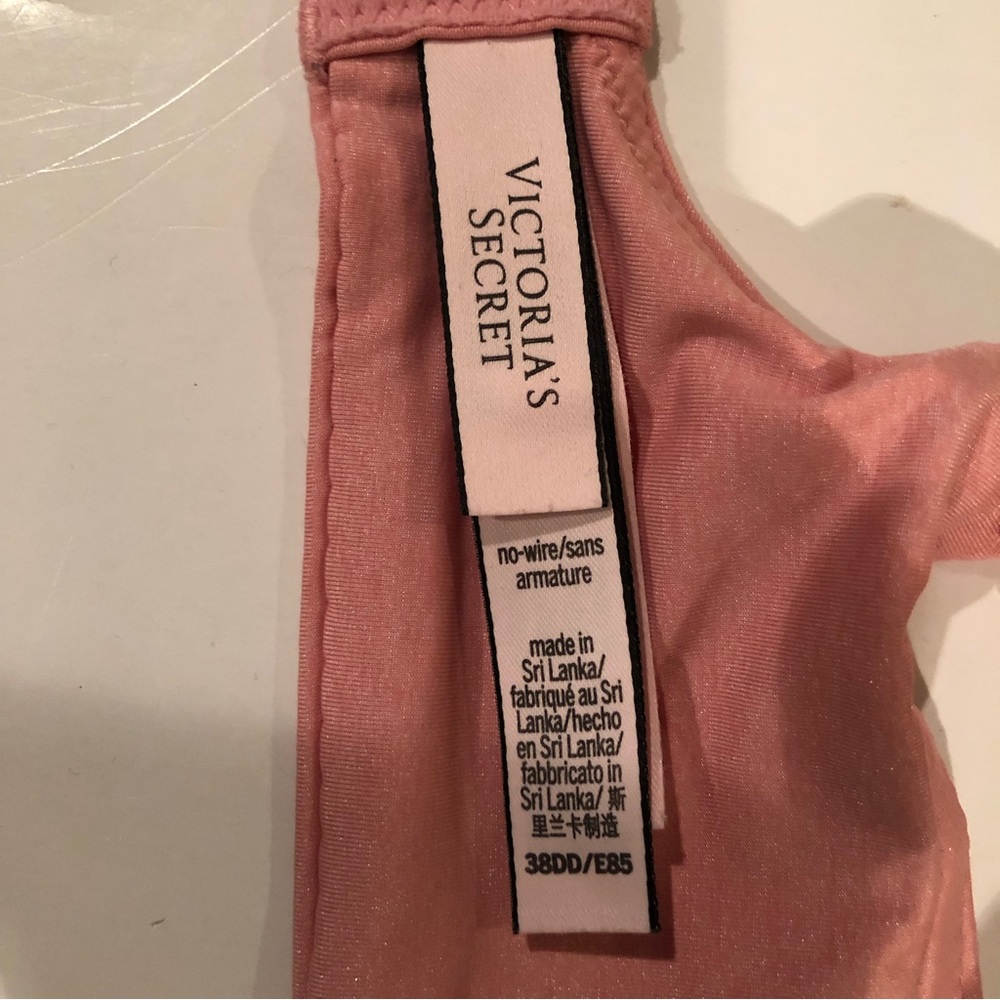 VICTORIA'S
SECRET
no-wire/sans
armature
made in
Sri Lanka/
fabriqué au Sri
Lanka/hecho
en Sri Lanka/
fabbricato in
Sri Lanka/ 斯
里兰卡制造
38DD/E85